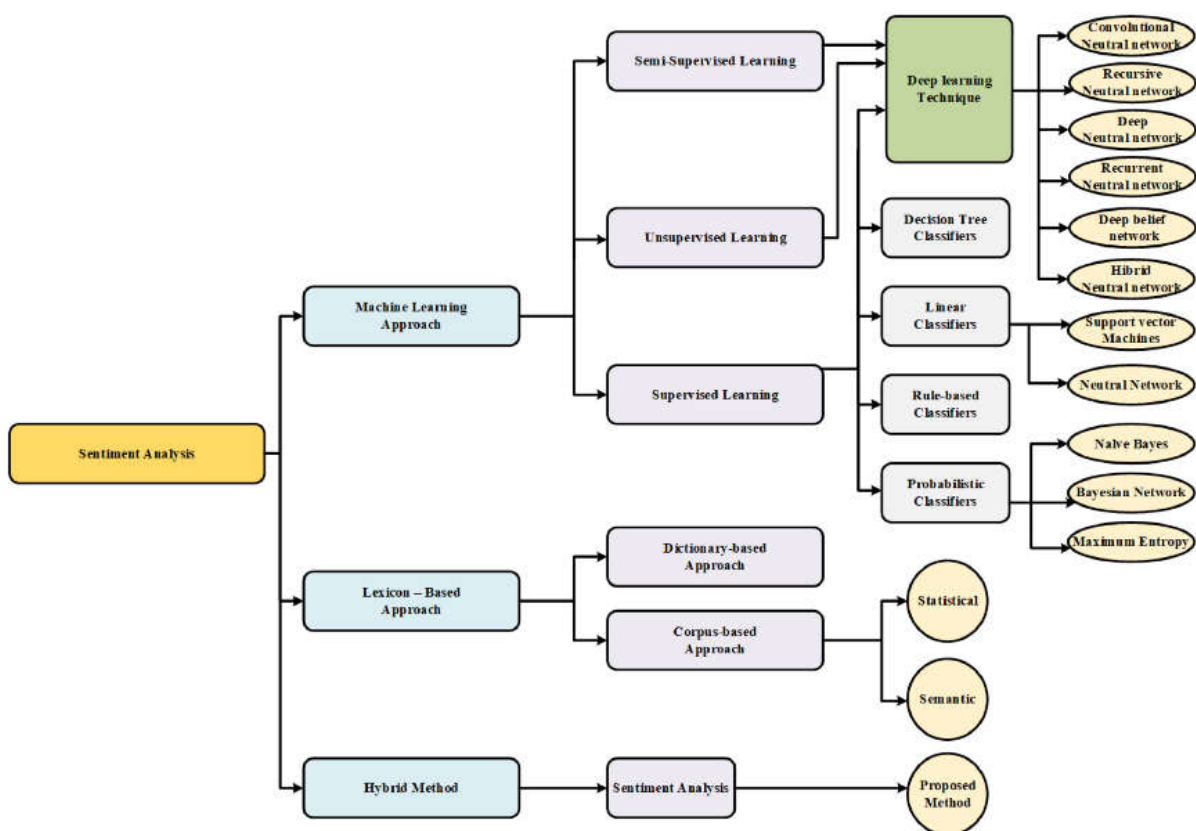 Sentiment Analysis
Machine Learning
Approach
Lexicon – Based
Approach
Hybrid Method
Semi-Supervised Learning
Unsupervised Learning
Supervised Learning
Dictionary-based
Approach
Corpus-based
Approach
Sentiment Analysis
Deep learning
Technique
Decision Tree
Classifiers
Linear
Classifiers
Rule-based
Classifiers
Probabilistic
Classifiers
Statistical
Semantic
Proposed
Method
Convolutional
Neutral network
Recursive
Neutral network
Deep
Neutral network
Recurrent
Neutral network
Deep belief
network
Hibrid
Neutral network
Support vector
Machines
Neutral Network
Nalve Bayes
Bayesian Network
Maximum Entropy